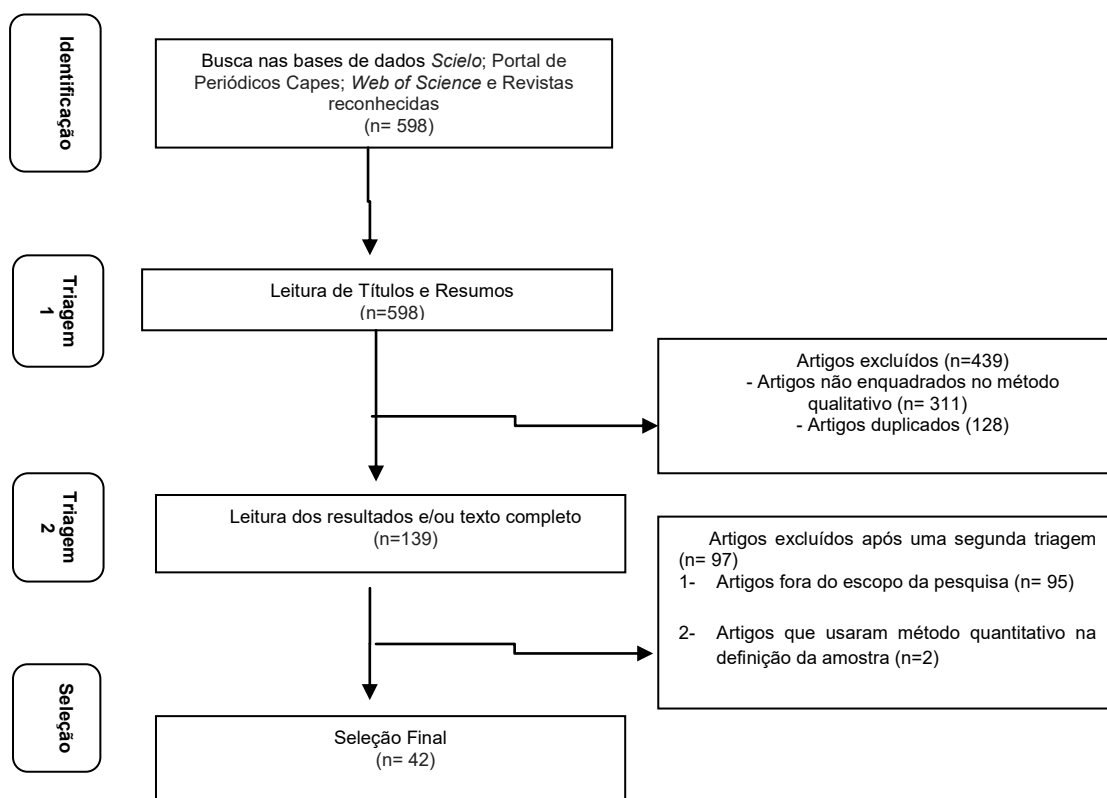 Identificação
Busca nas bases de dados Scielo; Portal de
Periódicos Capes; Web of Science e Revistas
reconhecidas
(n= 598)
Triagem
1
Leitura de Títulos e Resumos
(n=598)
Artigos excluídos (n=439)
- Artigos não enquadrados no método
qualitativo (n= 311)
- Artigos duplicados (128)
Triagem
2
Leitura dos resultados e/ou texto completo
(n=139)
Artigos excluídos após uma segunda triagem
(n= 97)
1- Artigos fora do escopo da pesquisa (n= 95)
2- Artigos que usaram método quantitativo na
definição da amostra (n=2)
Seleção
Seleção Final
(n= 42)